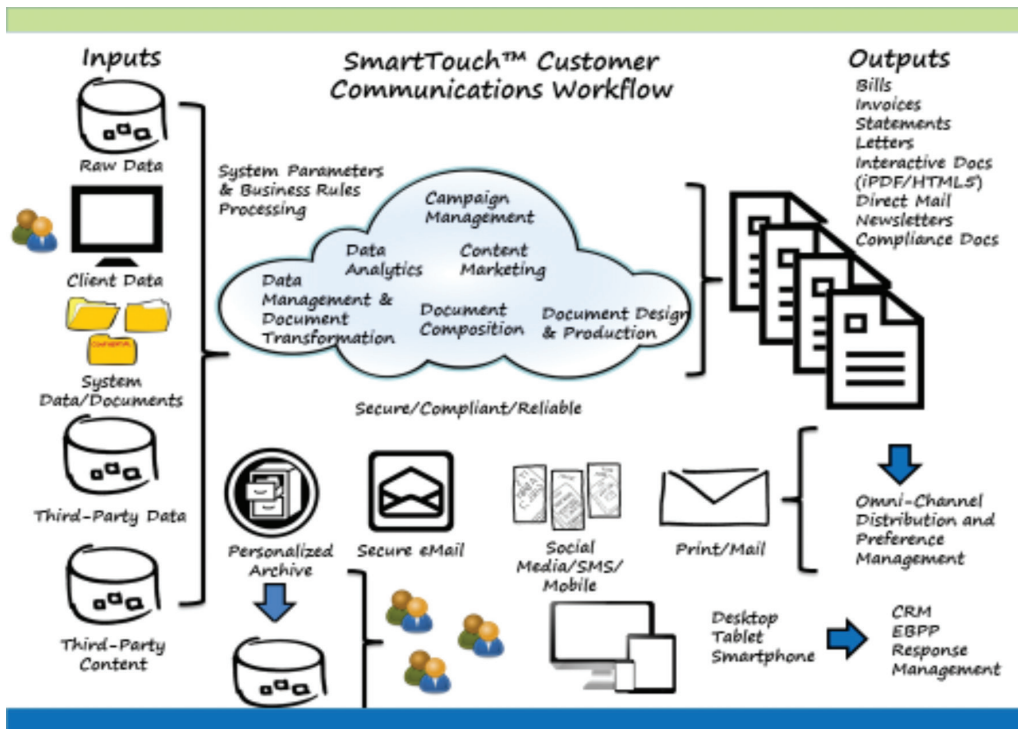 Inputs
SmartTouch™ Customer
Communications Workflow
Outputs
Bills
Invoices
Statements
Letters
Interactive Docs
(iPDF/HTML5)
Direct Mail
Newsletters
Compliance Docs
Raw Data
Client Data
System
Data/Documents
Third-Party Data
Third-Party
Content
System Parameters
& Business Rules
Processing
Campaign
Management
Data
Analytics
Content
Marketing
Data
Management &
Document
Transformation
Document
Composition
Document Design
& Production
Secure/Compliant/Reliable
Personalized
Archive
Secure eMail
Social
Media/SMS/
Mobile
Print/Mail
Omni-Channel
Distribution and
Preference
Management
Desktop
Tablet
Smartphone
CRM
EBPP
Response
Management